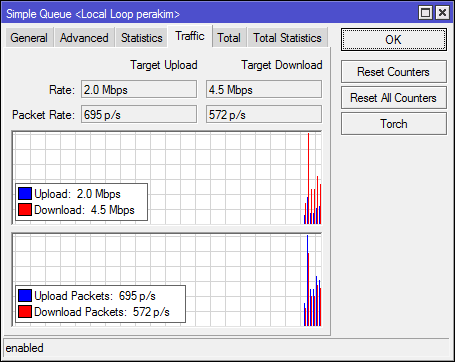 Simple Queue <Local Loop perakim>
General Advanced Statistics Traffic Total Total Statistics
OK
Target Upload Target Download
Reset Counters
Rate: 2.0 Mbps 4.5 Mbps
Reset All Counters
Packet Rate: 695 p/s 572 p/s
Torch
Upload: 2.0 Mbps
Download: 4.5 Mbps
Upload Packets: 695 p/s
Download Packets: 572 p/s
enabled